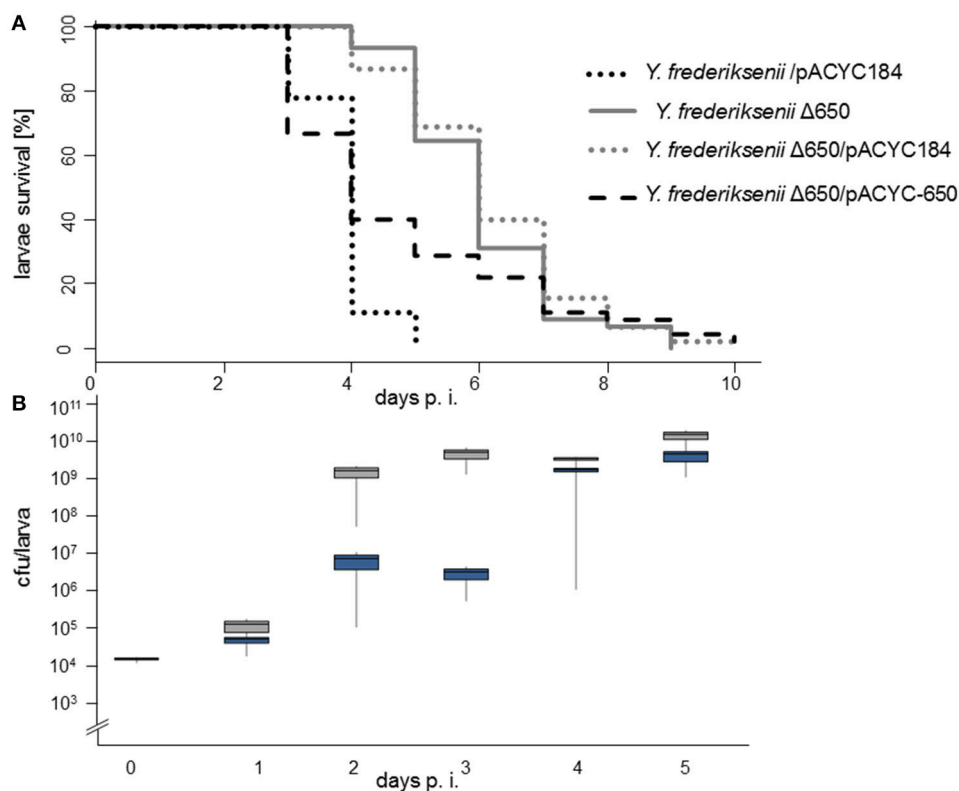 A
larvae survival [%]
100
80
60
40
20
0
0 2 4 6 8 10
days p. i.
Y. frederiksenii /pACYC184
Y. frederiksenii Δ650
Y. frederiksenii Δ650/pACYC184
Y. frederiksenii Δ650/pACYC-650
B
cfu/larva
10¹¹
10¹⁰
10⁹
10⁸
10⁷
10⁶
10⁵
10⁴
10³
0 1 2 3 4 5
days p. i.